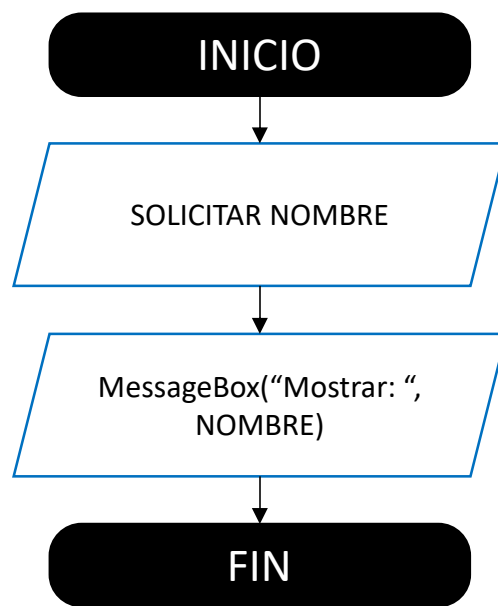 INICIO
SOLICITAR NOMBRE
MessageBox(“Mostrar: “,
NOMBRE)
FIN